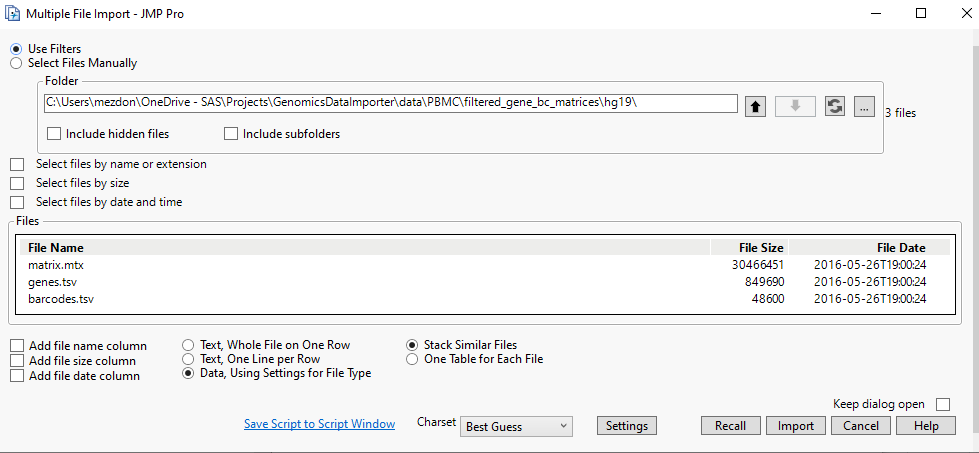 Multiple File Import - JMP Pro
Use Filters
Select Files Manually
Folder
C:\Users\mezdon\OneDrive - SAS\Projects\GenomicsDataImporter\data\PBMC\filtered_gene_bc_matrices\hg19\
...
3 files
Include hidden files Include subfolders
Select files by name or extension
Select files by size
Select files by date and time
Files
File Name File Size File Date
matrix.mtx 30466451 2016-05-26T19:00:24
genes.tsv 849690 2016-05-26T19:00:24
barcodes.tsv 48600 2016-05-26T19:00:24
Add file name column Text, Whole File on One Row Stack Similar Files
Add file size column Text, One Line per Row One Table for Each File
Add file date column Data, Using Settings for File Type
Keep dialog open
Save Script to Script Window Charset Best Guess Settings Recall Import Cancel Help